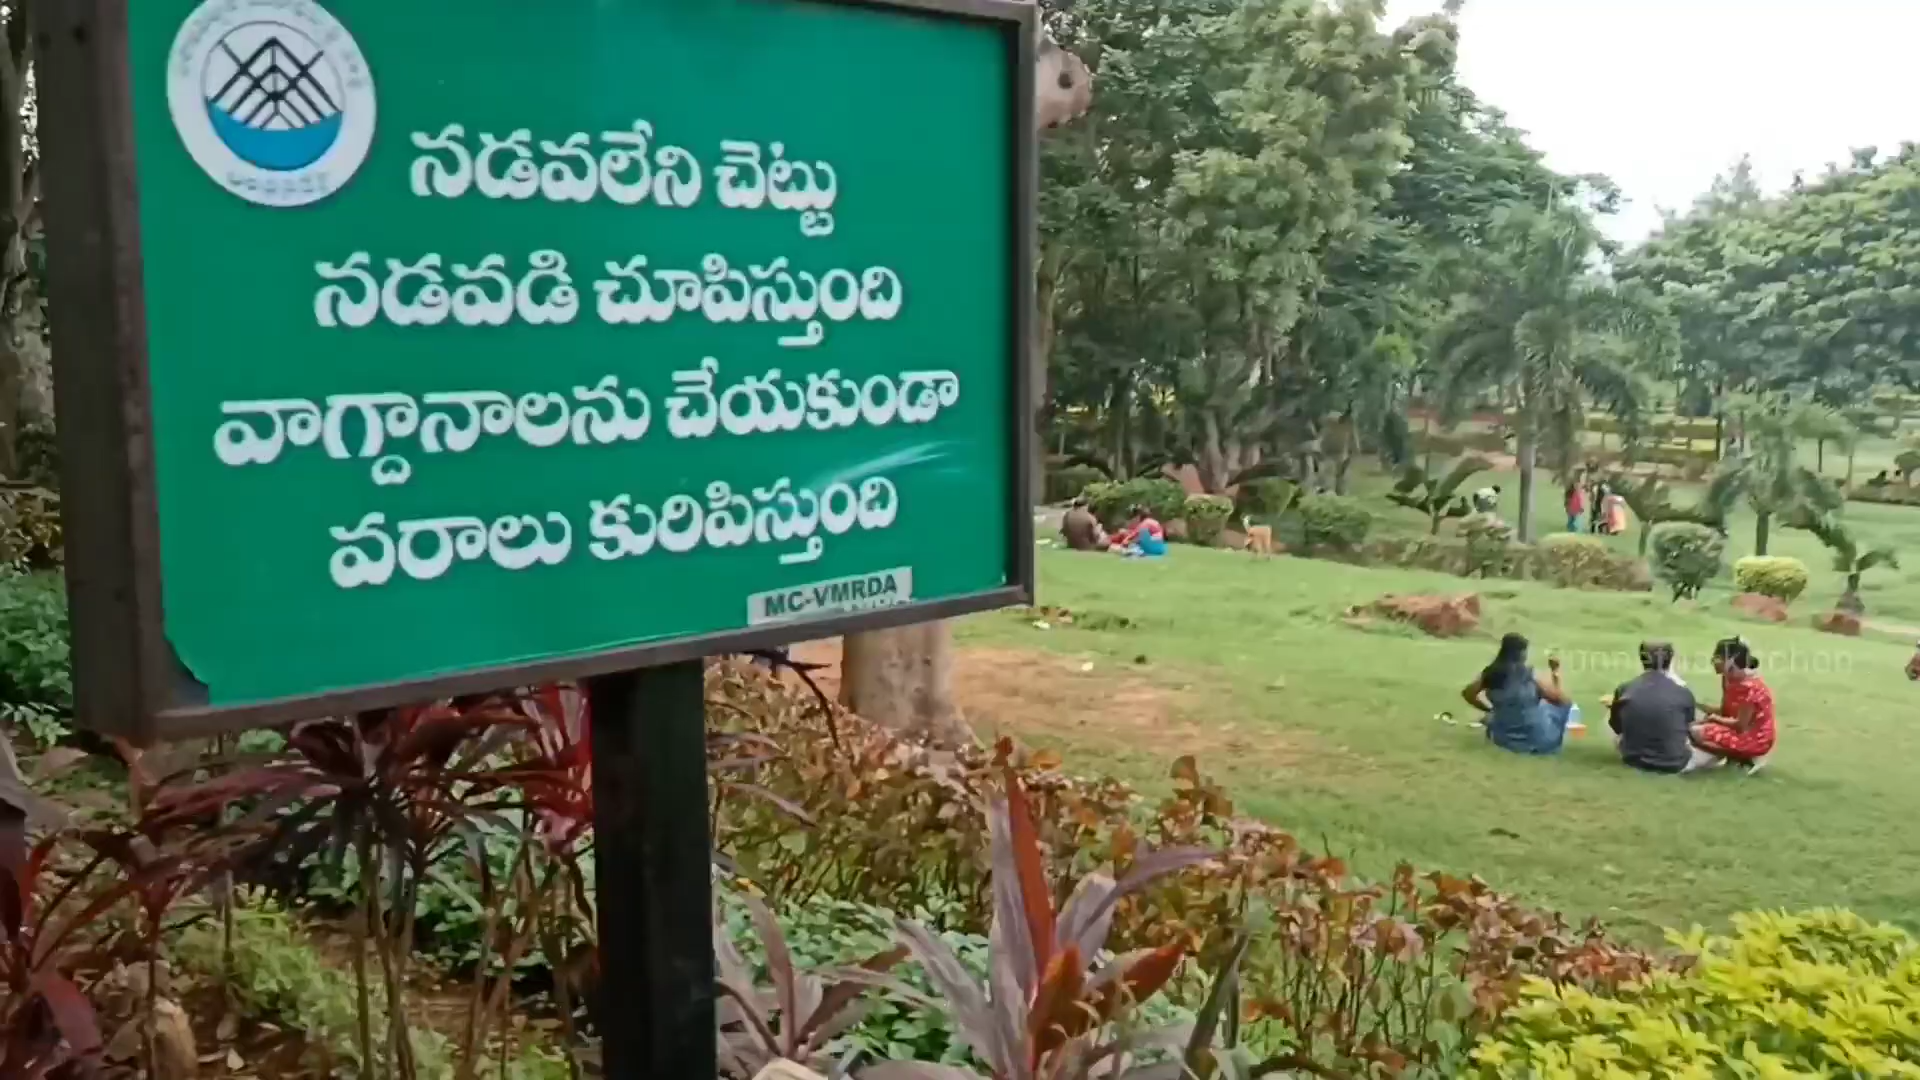 నడవలేని చెట్టు
నడవడి చూపిస్తుంది
వాగ్దానాలను చేయకుండా
వరాలు కురిపిస్తుంది
MC-VMRDA